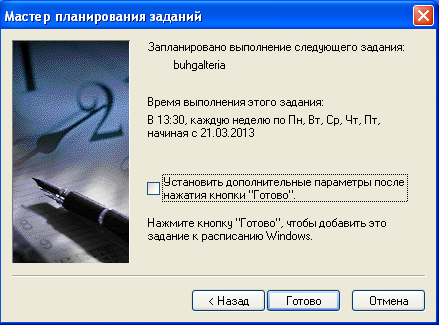 Мастер планирования заданий
Запланировано выполнение следующего задания:
buhgalteria
Время выполнения этого задания:
В 13:30, каждую неделю по Пн, Вт, Ср, Чт, Пт,
начиная с 21.03.2013
Установить дополнительные параметры после
нажатия кнопки "Готово".
Нажмите кнопку "Готово", чтобы добавить это
задание к расписанию Windows.
< Назад
Готово
Отмена